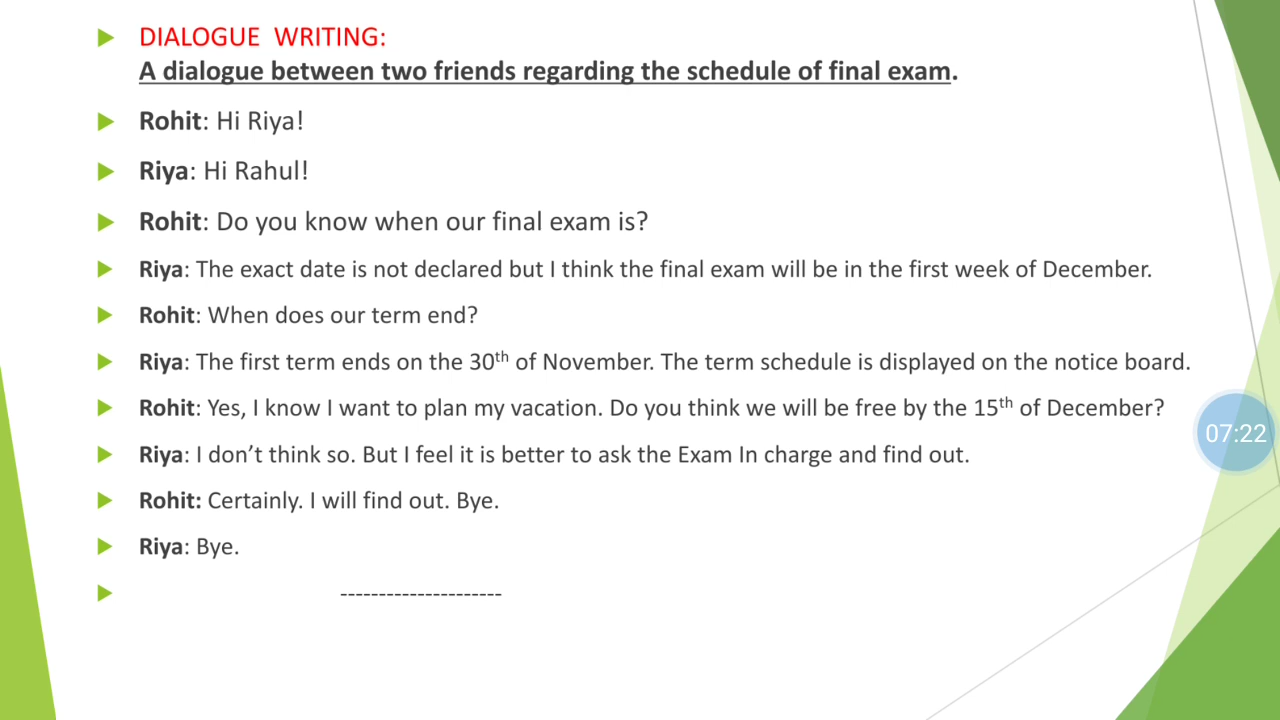 DIALOGUE WRITING:
A dialogue between two friends regarding the schedule of final exam.
Rohit: Hi Riya!
Riya: Hi Rahul!
Rohit: Do you know when our final exam is?
Riya: The exact date is not declared but I think the final exam will be in the first week of December.
Rohit: When does our term end?
Riya: The first term ends on the 30th of November. The term schedule is displayed on the notice board.
Rohit: Yes, I know I want to plan my vacation. Do you think we will be free by the 15th of December?
07:22
Riya: I don’t think so. But I feel it is better to ask the Exam In charge and find out.
Rohit: Certainly. I will find out. Bye.
Riya: Bye.
---------------------